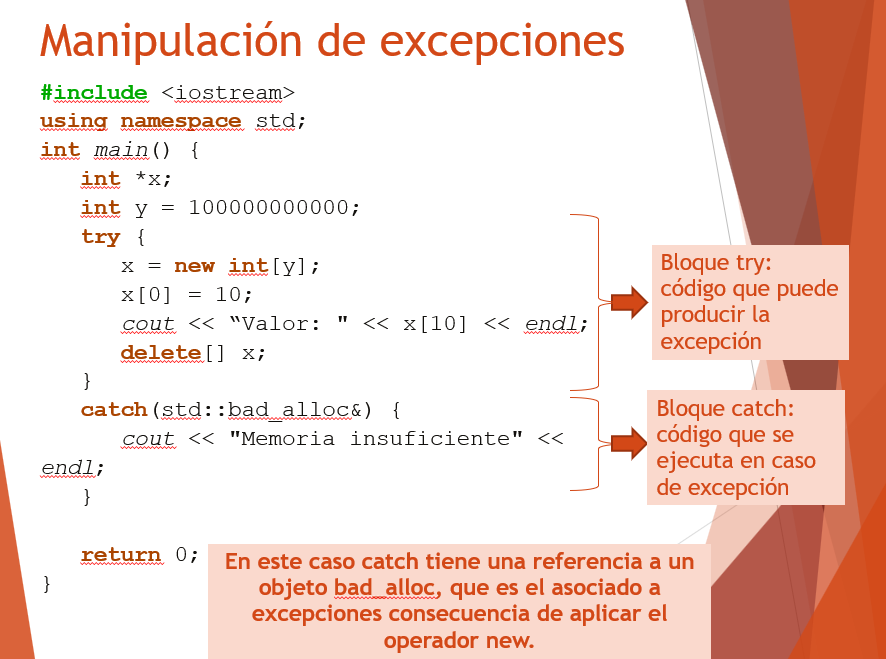 Manipulación de excepciones
#include <iostream>
using namespace std;
int main() {
int *x;
int y = 100000000000;
try {
x = new int[y];
x[0] = 10;
cout << “Valor: " << x[10] << endl;
delete[] x;
}
catch(std::bad_alloc&) {
cout << "Memoria insuficiente" <<
endl;
}
return 0;
}
Bloque try:
código que puede
producir la
excepción
Bloque catch:
código que se
ejecuta en caso
de excepción
En este caso catch tiene una referencia a un
objeto bad_alloc, que es el asociado a
excepciones consecuencia de aplicar el
operador new.